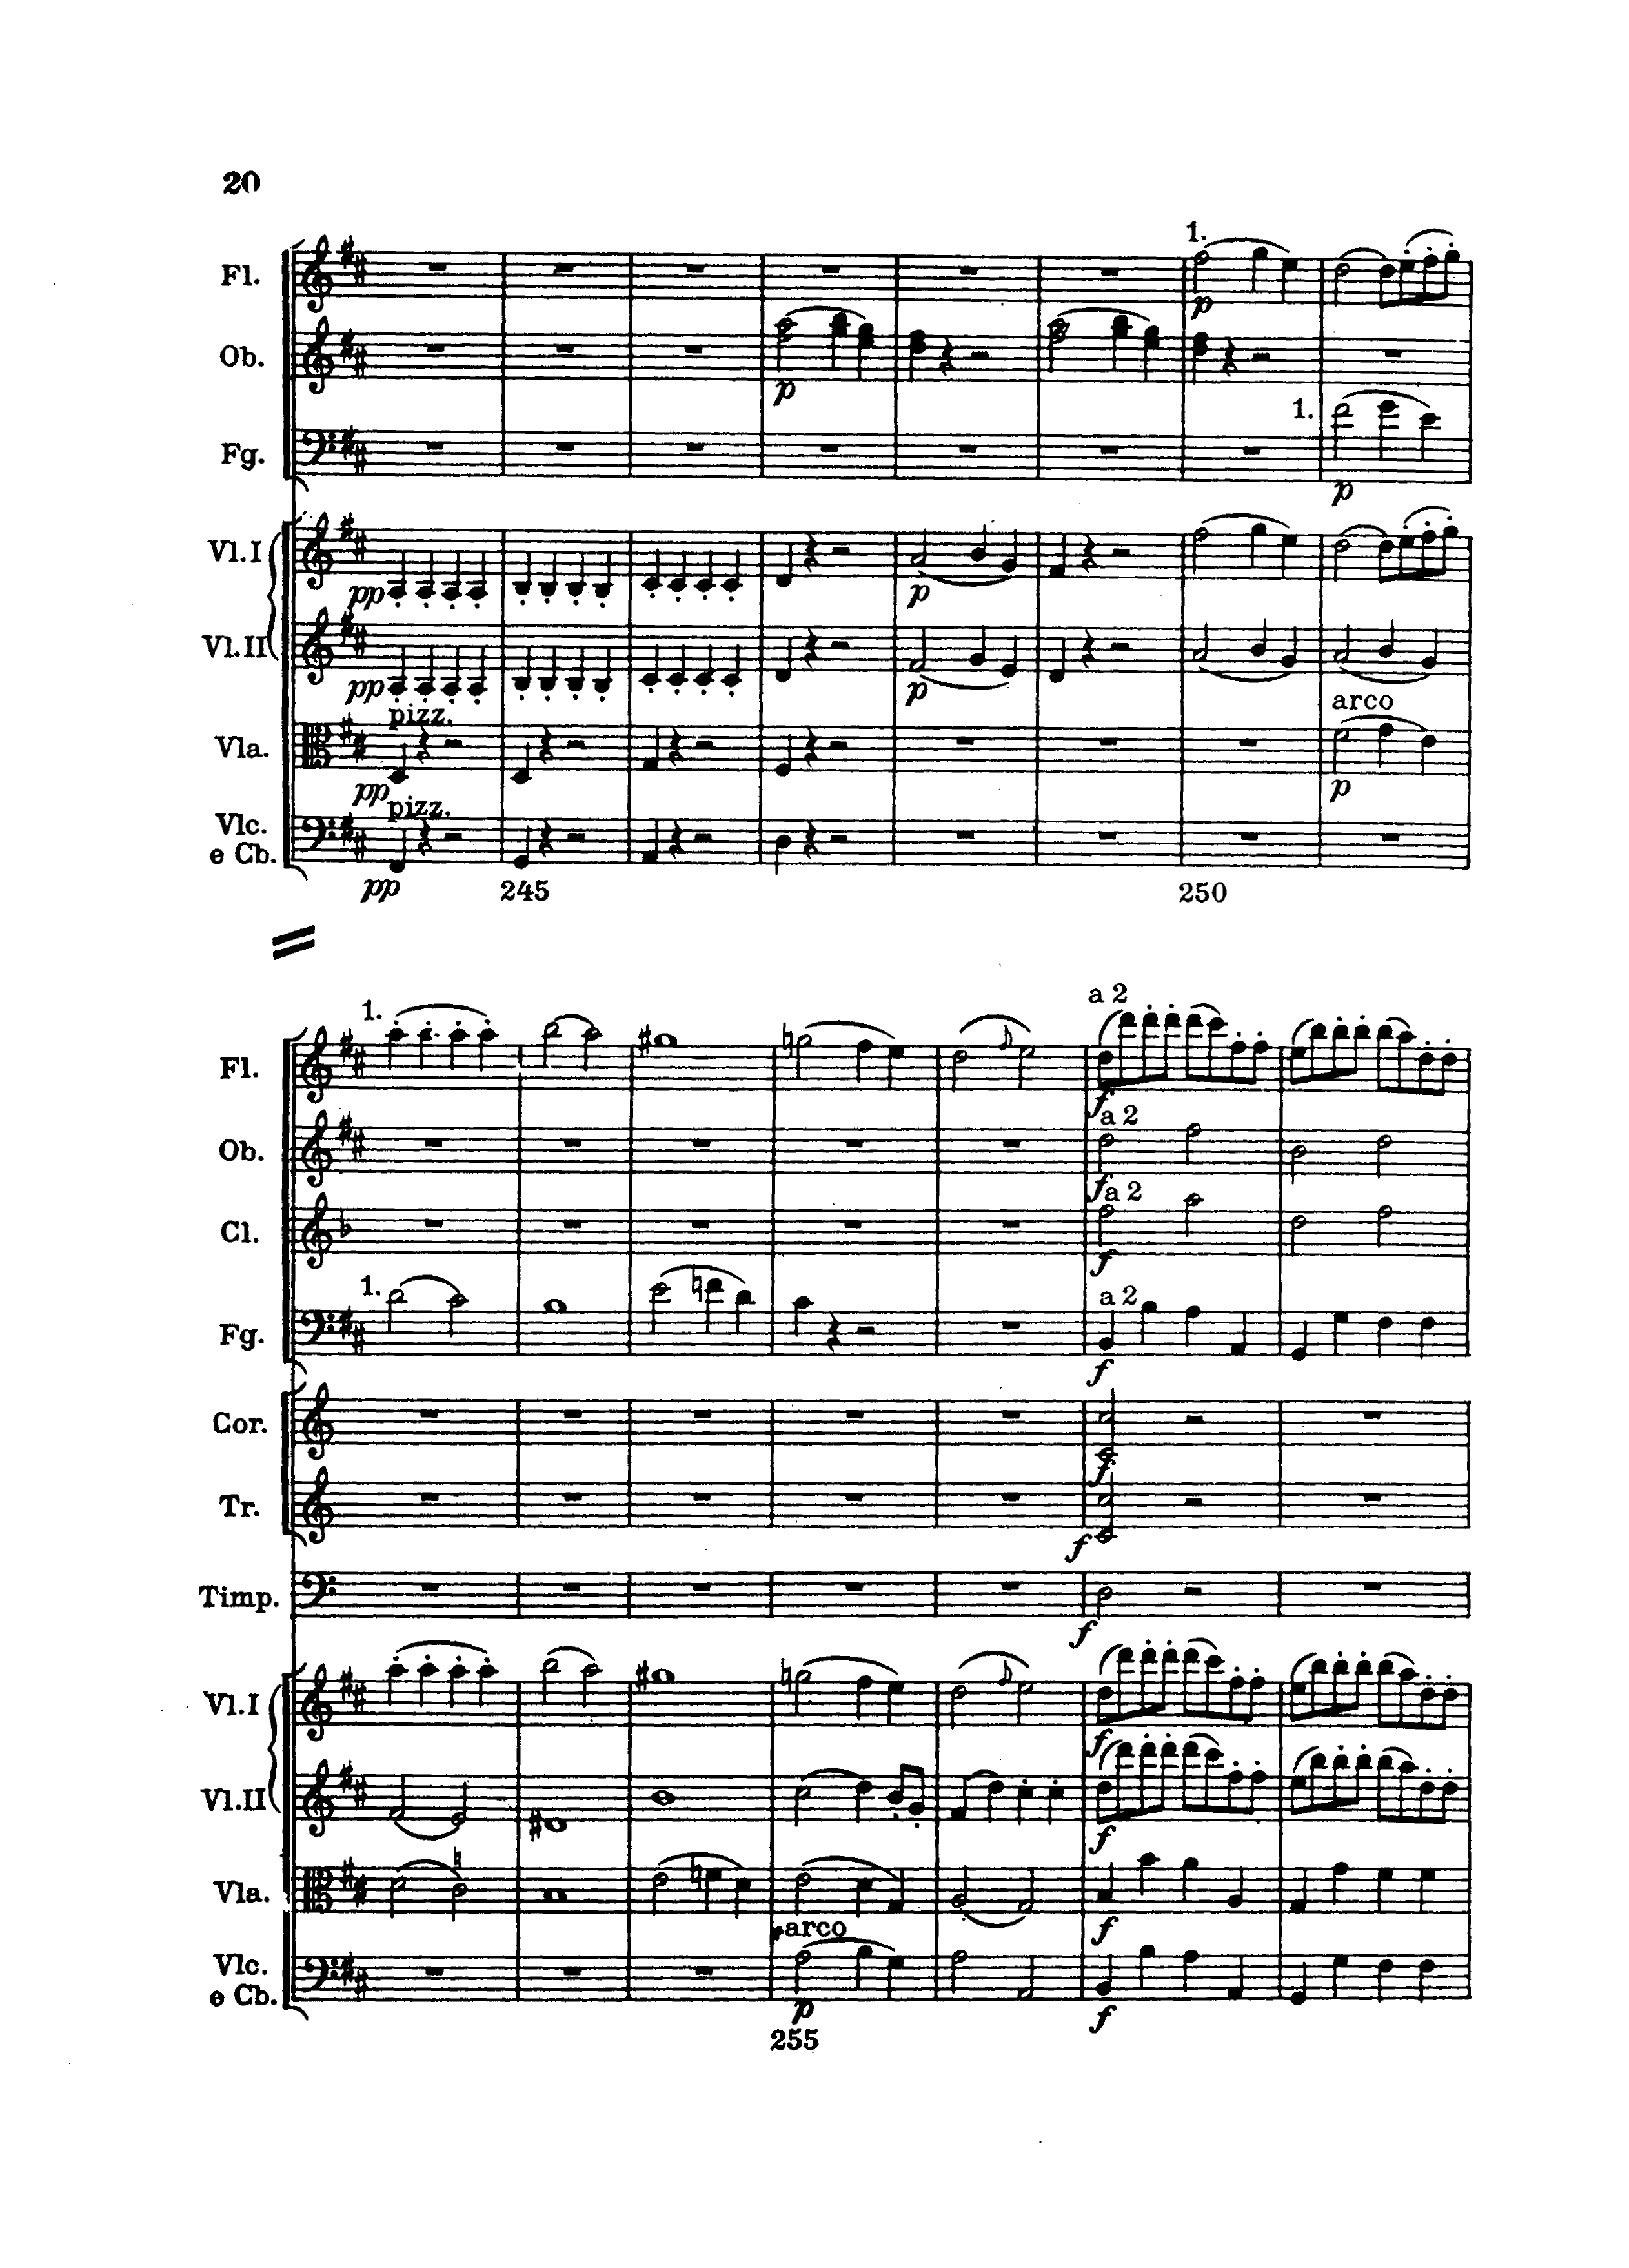 20
1.
Fl.
p
Ob.
p
1.
Fg.
p
Vl. I
pp
p
Vl. II
pp
p
pizz.
arco
Vla.
pp
p
pizz.
Vlc.
e Cb.
pp
245
250
1.
a 2
Fl.
f
a 2
Ob.
f
a 2
Cl.
f
1.
a 2
Fg.
f
Cor.
f
Tr.
f
Timp.
f
Vl. I
f
Vl. II
f
Vla.
f
arco
Vlc.
e Cb.
p
f
255